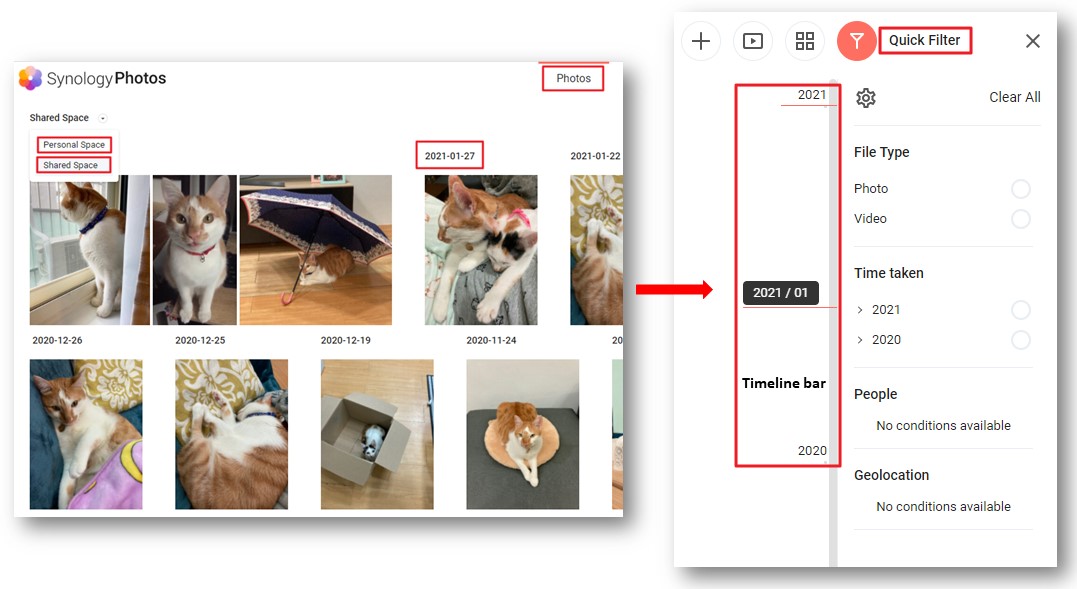 Synology Photos
Photos
Shared Space
Personal Space
Shared Space
2021-01-27
2021-01-22
2020-12-26
2020-12-25
2020-12-19
2020-11-24
20
Quick Filter
2021
2021 / 01
Timeline bar
2020
Clear All
File Type
Photo
Video
Time taken
2021
2020
People
No conditions available
Geolocation
No conditions available